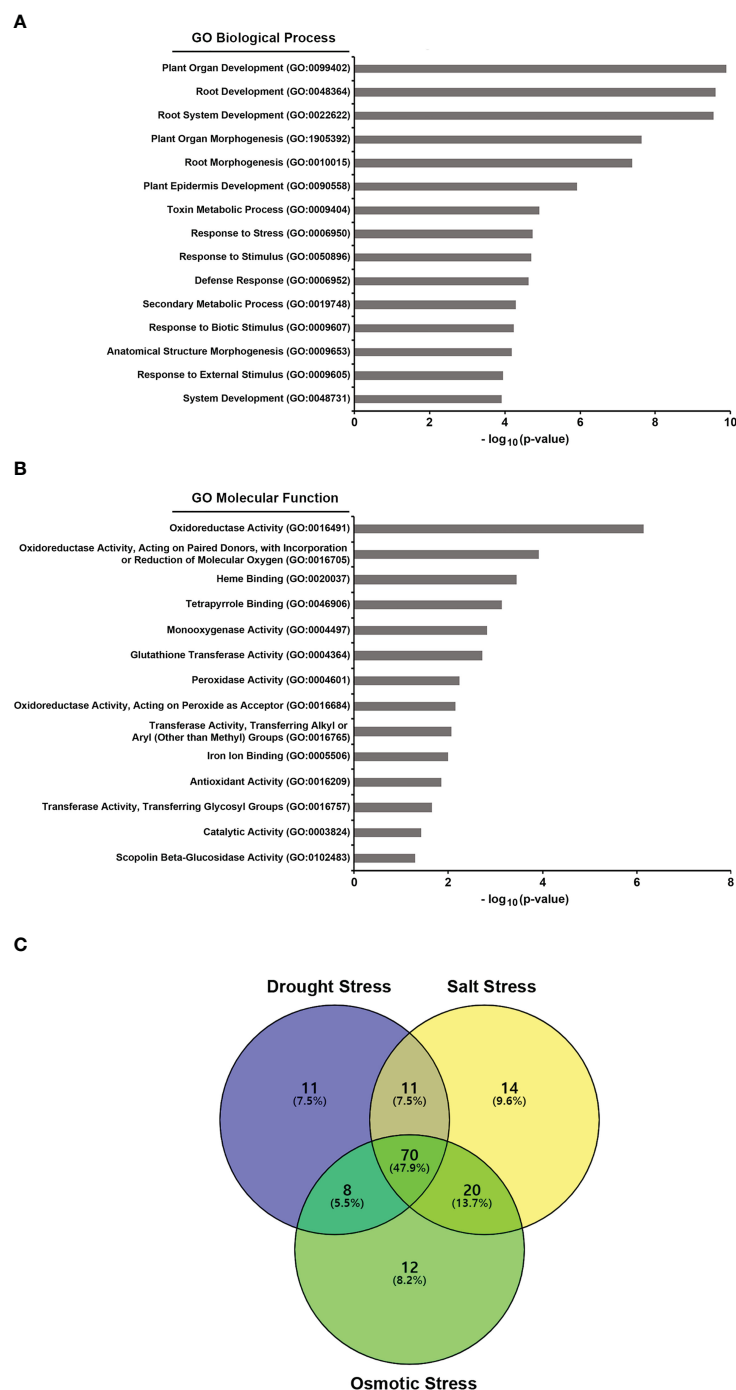 A
GO Biological Process
Plant Organ Development (GO:0099402)
Root Development (GO:0048364)
Root System Development (GO:0022622)
Plant Organ Morphogenesis (GO:1905392)
Root Morphogenesis (GO:0010015)
Plant Epidermis Development (GO:0090558)
Toxin Metabolic Process (GO:0009404)
Response to Stress (GO:0006950)
Response to Stimulus (GO:0050896)
Defense Response (GO:0006952)
Secondary Metabolic Process (GO:0019748)
Response to Biotic Stimulus (GO:0009607)
Anatomical Structure Morphogenesis (GO:0009653)
Response to External Stimulus (GO:0009605)
System Development (GO:0048731)
0 2 4 6 8 10
- log10 (p-value)
B
GO Molecular Function
Oxidoreductase Activity (GO:0016491)
Oxidoreductase Activity, Acting on Paired Donors, with Incorporation
or Reduction of Molecular Oxygen (GO:0016705)
Heme Binding (GO:0020037)
Tetrapyrrole Binding (GO:0046906)
Monooxygenase Activity (GO:0004497)
Glutathione Transferase Activity (GO:0004364)
Peroxidase Activity (GO:0004601)
Oxidoreductase Activity, Acting on Peroxide as Acceptor (GO:0016684)
Transferase Activity, Transferring Alkyl or
Aryl (Other than Methyl) Groups (GO:0016765)
Iron Ion Binding (GO:0005506)
Antioxidant Activity (GO:0016209)
Transferase Activity, Transferring Glycosyl Groups (GO:0016757)
Catalytic Activity (GO:0003824)
Scopolin Beta-Glucosidase Activity (GO:0102483)
0 2 4 6 8
- log10 (p-value)
C
Drought Stress
Salt Stress
11
(7.5%)
11
(7.5%)
14
(9.6%)
70
(47.9%)
8
(5.5%)
20
(13.7%)
12
(8.2%)
Osmotic Stress